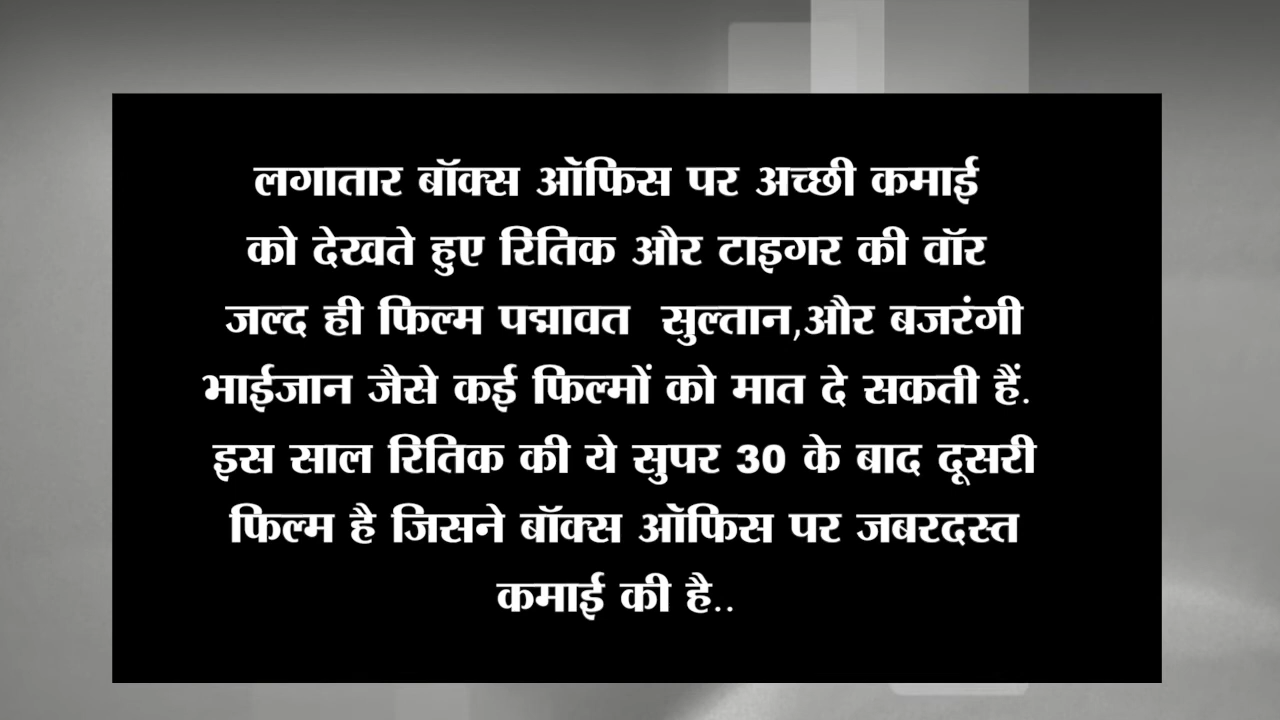 लगातार बॉक्स ऑफिस पर अच्छी कमाई
को देखते हुए रितिक और टाइगर की वॉर
जल्द ही फिल्म पद्मावत सुल्तान,और बजरंगी
भाईजान जैसे कई फिल्मों को मात दे सकती हैं.
इस साल रितिक की ये सुपर 30 के बाद दूसरी
फिल्म है जिसने बॉक्स ऑफिस पर जबरदस्त
कमाई की है..